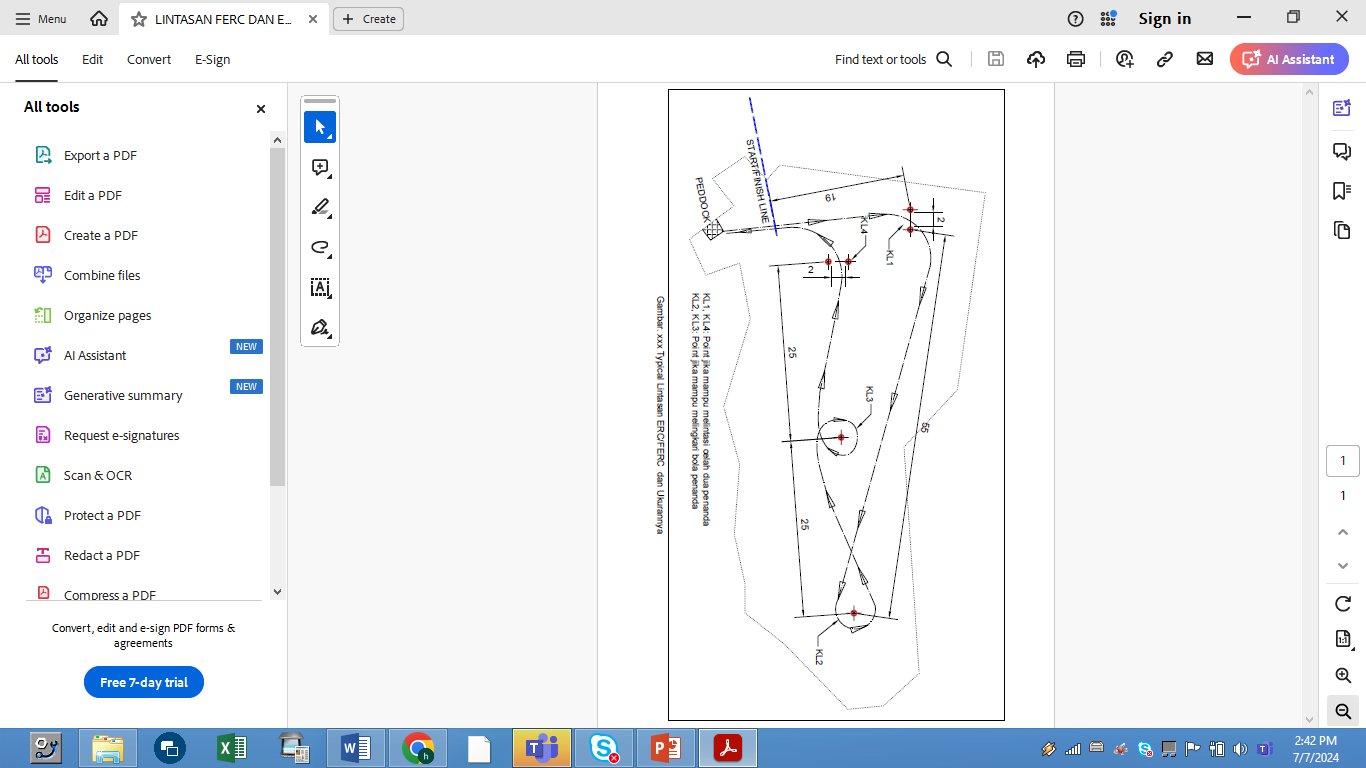 Menu
LINTASAN FERC DAN E...
Create
Sign in
All tools
Edit
Convert
E-Sign
Find text or tools
AI Assistant
All tools
Export a PDF
Edit a PDF
Create a PDF
Combine files
Organize pages
AI Assistant
NEW
Generative summary
NEW
Request e-signatures
Scan & OCR
Protect a PDF
Redact a PDF
Compress a PDF
Convert, edit and e-sign PDF forms &
agreements
Free 7-day trial
START/FINISH LINE
PEDDOCK
19
2
KL1
KL4
2
25
KL3
55
25
KL2
KL1, KL4: Point jika mampu melintasi celah dua penanda
KL2, KL3: Point jika mampu melingkari bola penanda
Gambar. xxx Typical Lintasan ERC/FERC dan Ukurannya
1
1
1:1
2:42 PM
7/7/2024